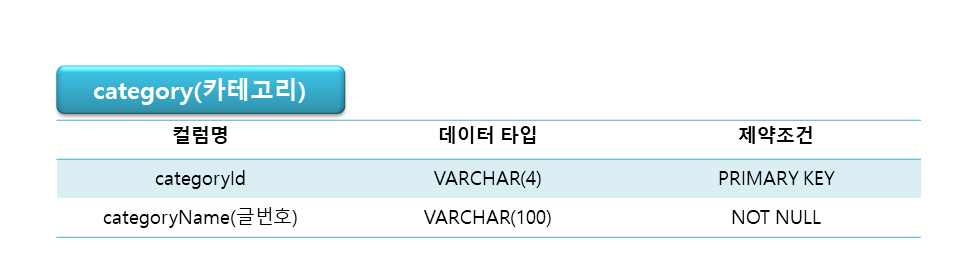 category(카테고리)
컬럼명 데이터 타입 제약조건
categoryId VARCHAR(4) PRIMARY KEY
categoryName(글번호) VARCHAR(100) NOT NULL